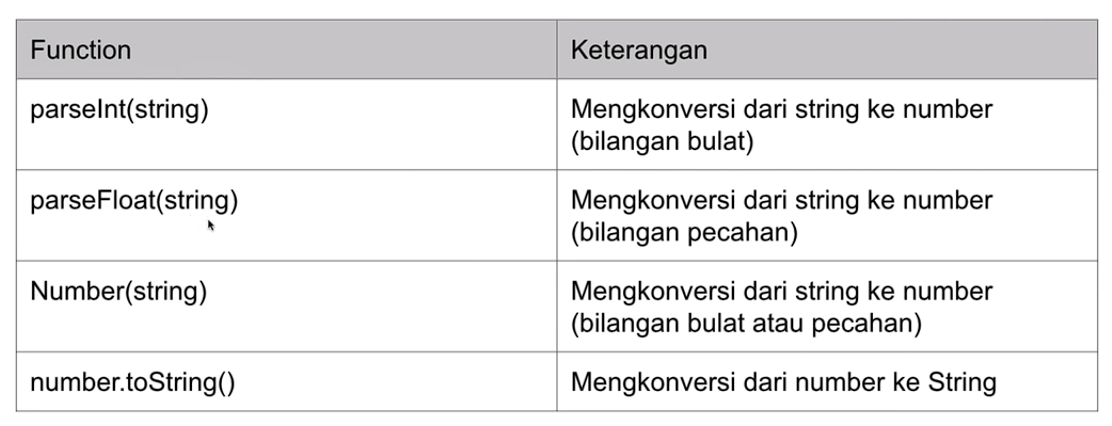 Function
Keterangan
parseInt(string)
Mengkonversi dari string ke number
(bilangan bulat)
parseFloat(string)
Mengkonversi dari string ke number
(bilangan pecahan)
Number(string)
Mengkonversi dari string ke number
(bilangan bulat atau pecahan)
number.toString()
Mengkonversi dari number ke String